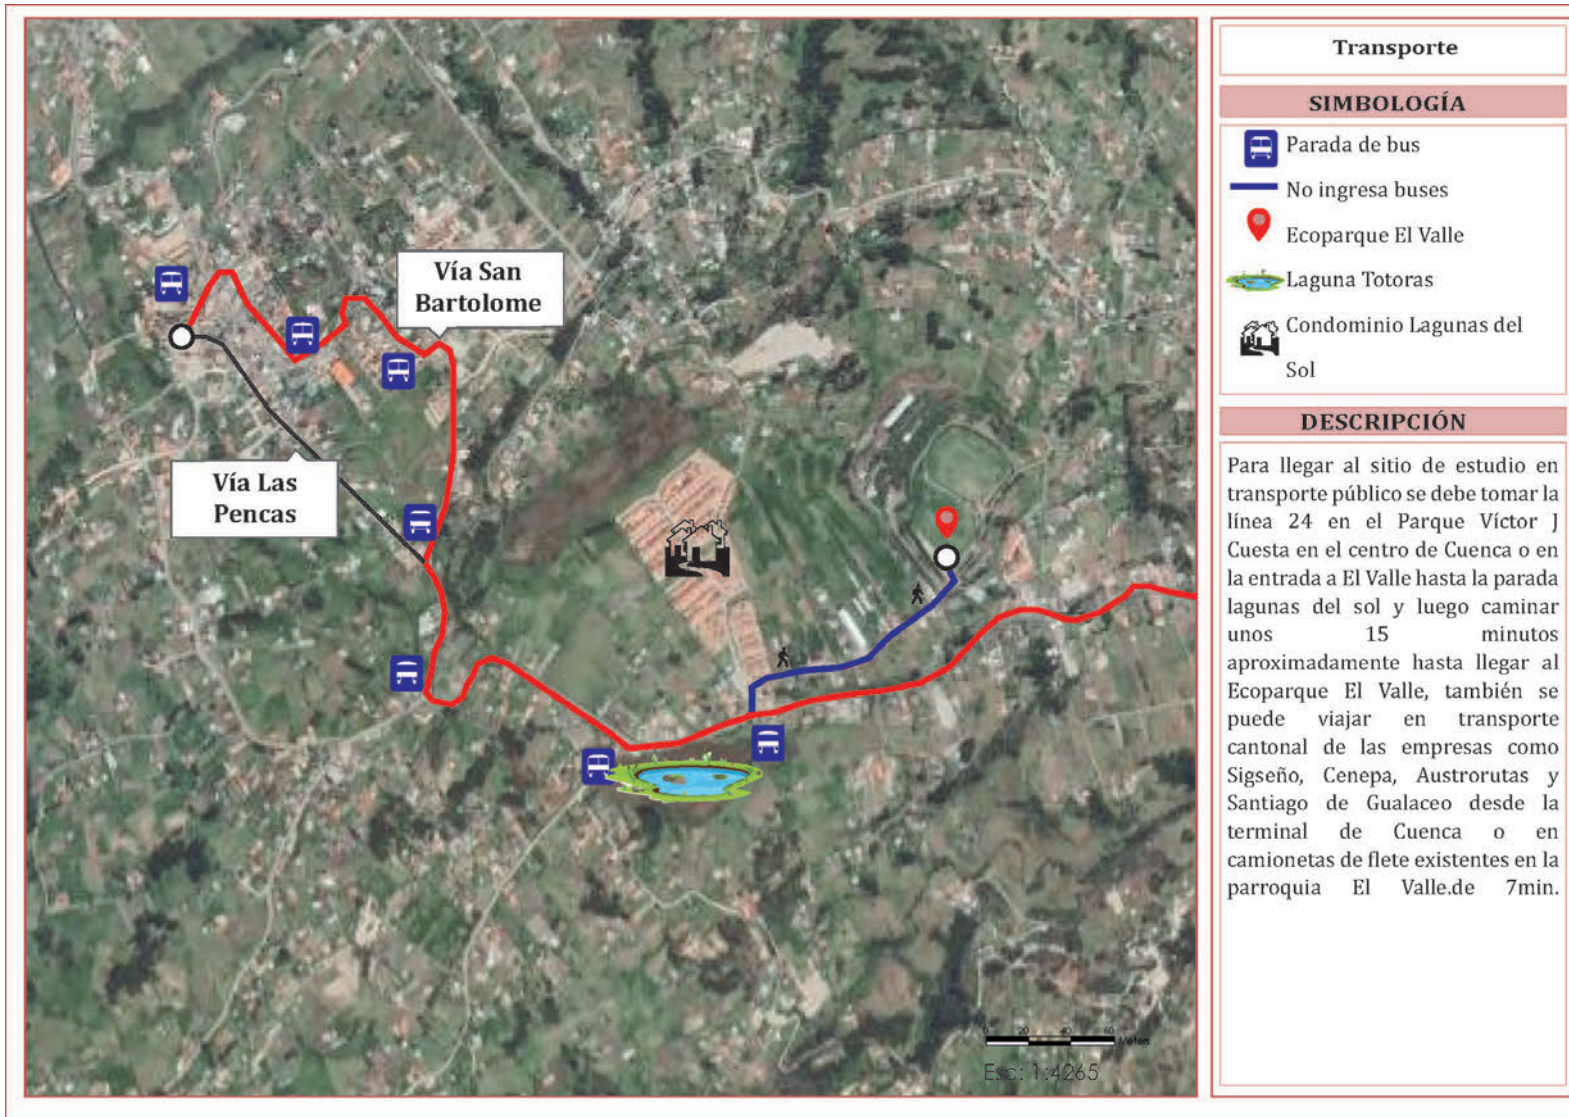 Transporte
SIMBOLOGÍA
Parada de bus
No ingresa buses
Ecoparque El Valle
Laguna Totoras
Condominio Lagunas del
Sol
DESCRIPCIÓN
Para llegar al sitio de estudio en
transporte público se debe tomar la
línea 24 en el Parque Víctor J
Cuesta en el centro de Cuenca o en
la entrada a El Valle hasta la parada
lagunas del sol y luego caminar
unos 15 minutos
aproximadamente hasta llegar al
Ecoparque El Valle, también se
puede viajar en transporte
cantonal de las empresas como
Sigseño, Cenepa, Austrorutas y
Santiago de Gualaceo desde la
terminal de Cuenca o en
camionetas de flete existentes en la
parroquia El Valle.de 7min.
Vía San
Bartolome
Vía Las
Pencas
0 20 40 60
Meters
Esc: 1:4265